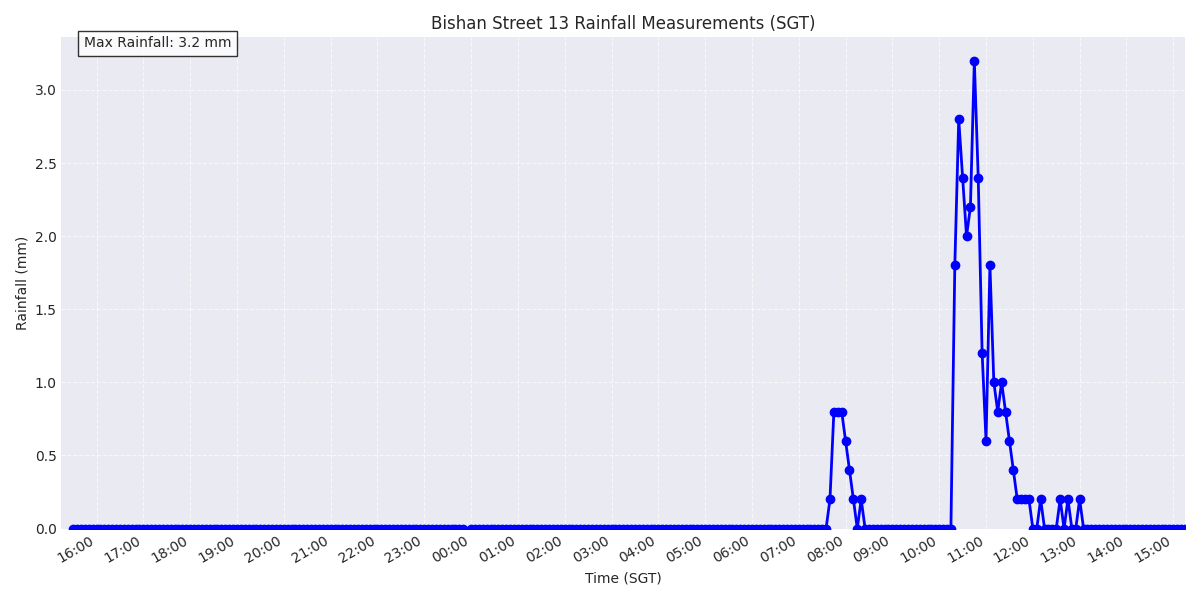 Bishan Street 13 Rainfall Measurements (SGT)
Max Rainfall: 3.2 mm
Rainfall (mm)
3.0
2.5
2.0
1.5
1.0
0.5
0.0
16:00 17:00 18:00 19:00 20:00 21:00 22:00 23:00 00:00 01:00 02:00 03:00 04:00 05:00 06:00 07:00 08:00 09:00 10:00 11:00 12:00 13:00 14:00 15:00
Time (SGT)